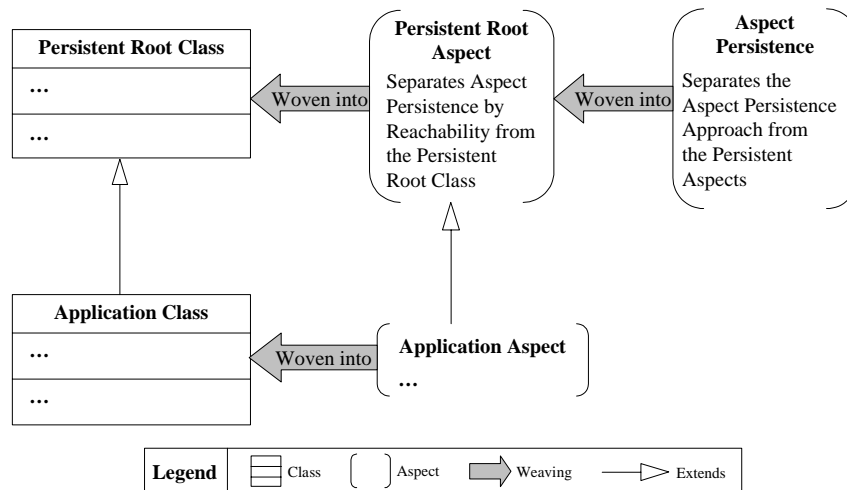 Persistent Root Class
...
...
Persistent Root
Aspect
Separates Aspect
Persistence by
Reachability from
the Persistent
Root Class
Aspect
Persistence
Separates the
Aspect Persistence
Approach from
the Persistent
Aspects
Woven into
Woven into
Application Class
...
...
Woven into
Application Aspect
...
Legend
Class
Aspect
Weaving
Extends